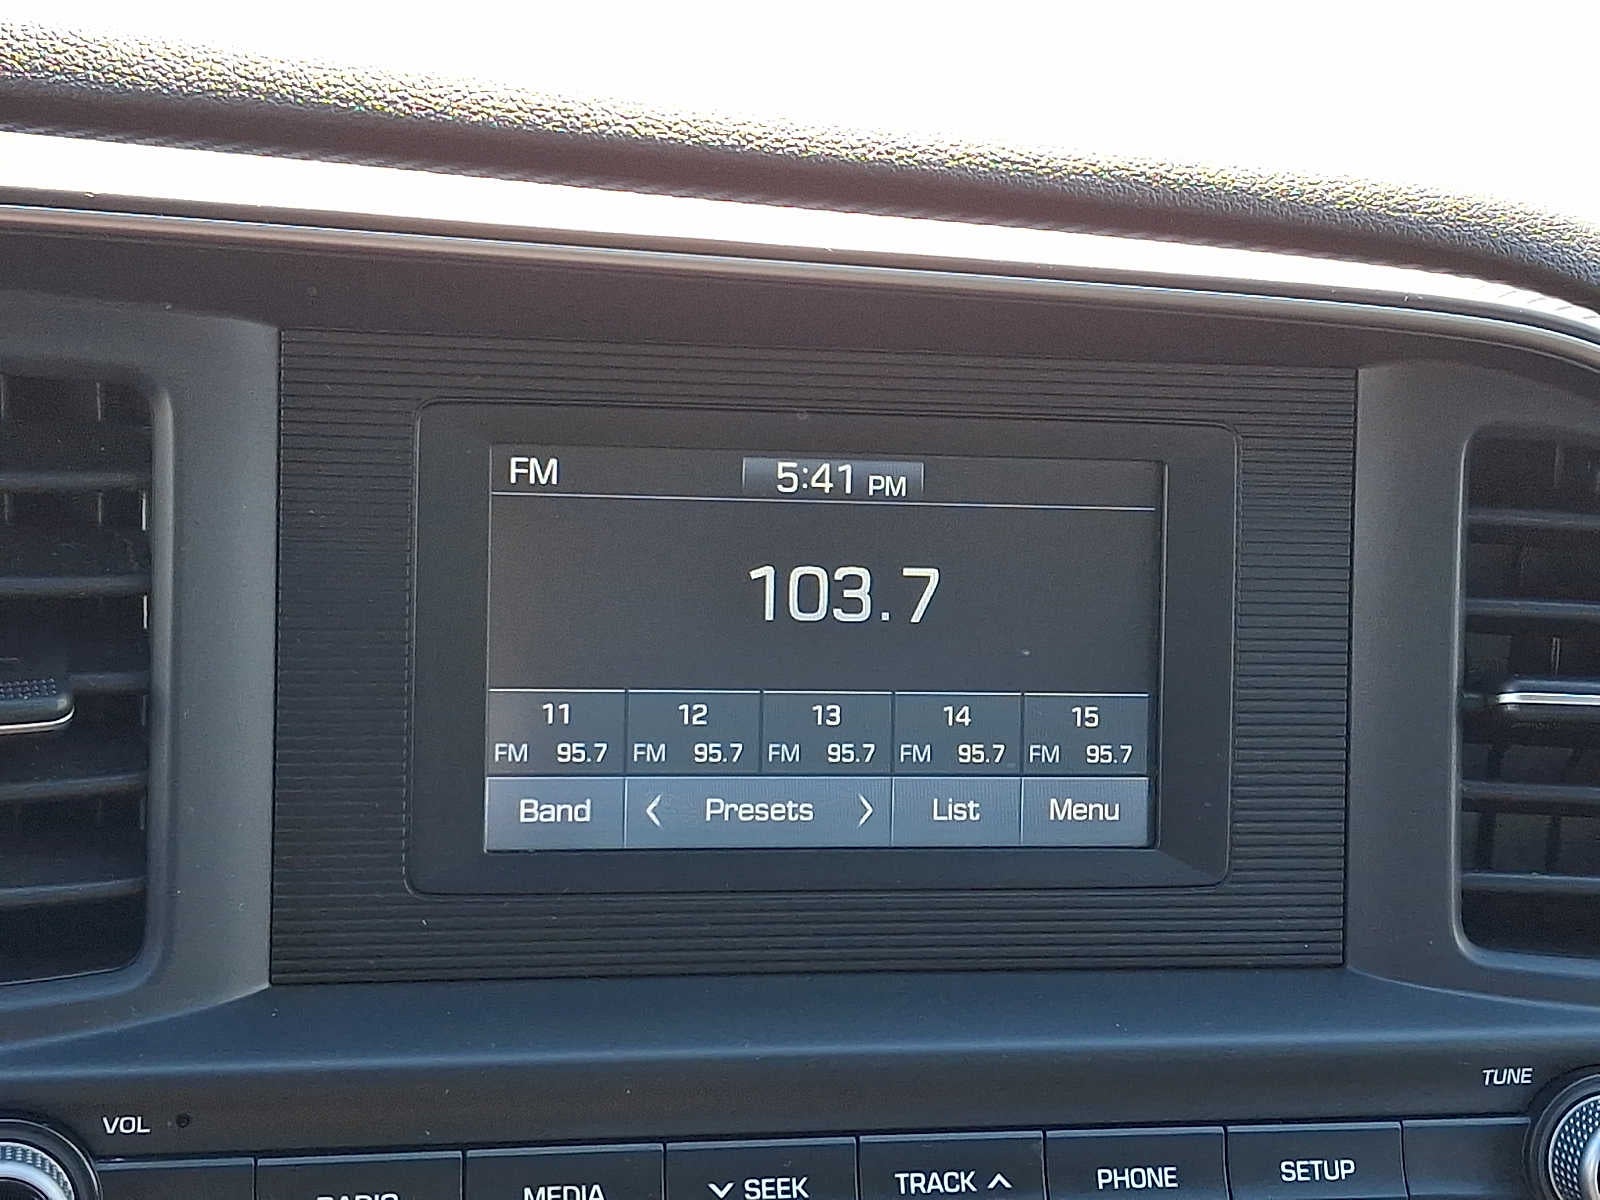 FM 5:41 PM
103.7
11 12 13 14 15
FM 95.7 FM 95.7 FM 95.7 FM 95.7 FM 95.7
Band < Presets > List Menu
TUNE
VOL
RADIO MEDIA SEEK TRACK PHONE SETUP